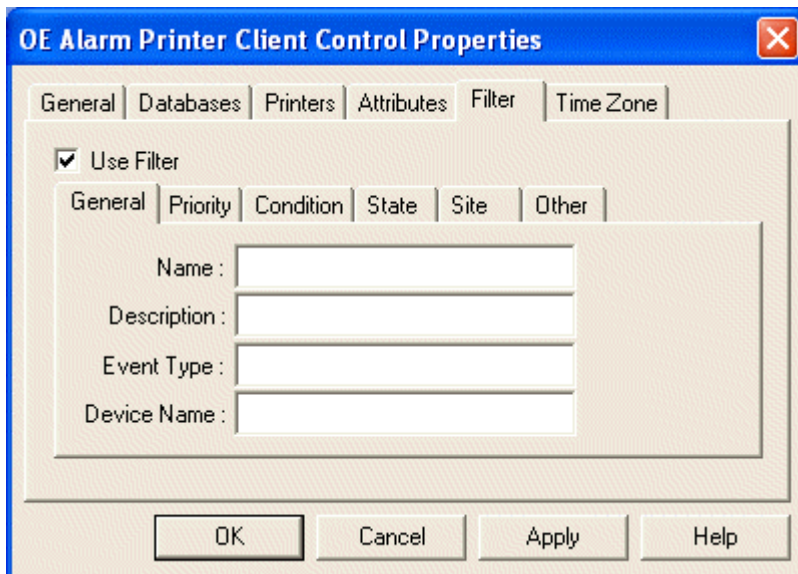 OE Alarm Printer Client Control Properties
General Databases Printers Attributes Filter Time Zone
Use Filter
General Priority Condition State Site Other
Name :
Description :
Event Type :
Device Name :
OK Cancel Apply Help